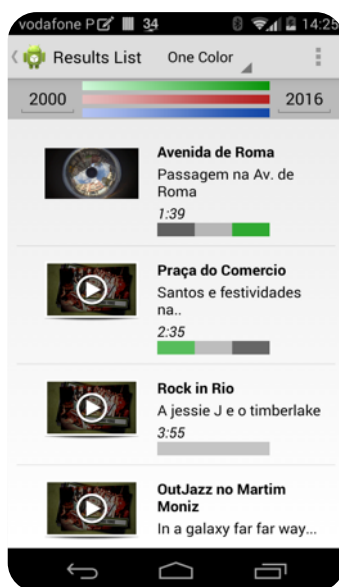 vodafone P 34 14:25
Results List One Color
2000 2016
Avenida de Roma
Passagem na Av. de
Roma
1:39
Praça do Comercio
Santos e festividades
na..
2:35
Rock in Rio
A jessie J e o timberlake
3:55
OutJazz no Martim
Moniz
In a galaxy far far way...